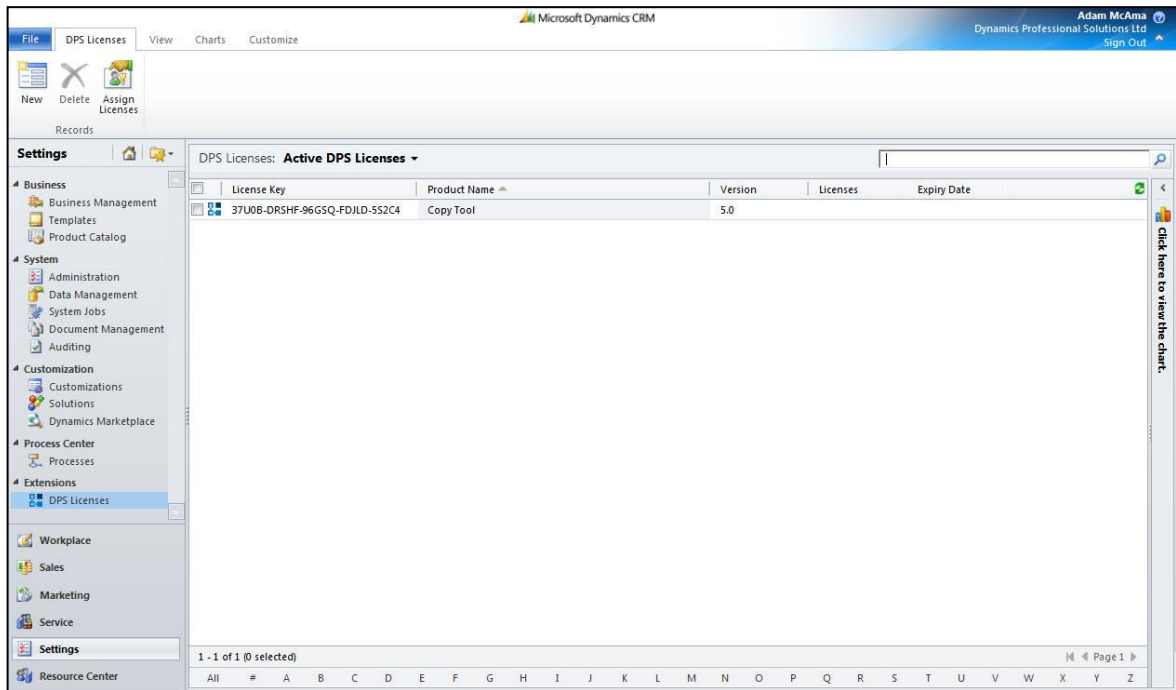 Microsoft Dynamics CRM
Adam McAma
Dynamics Professional Solutions Ltd
Sign Out
File DPS Licenses View Charts Customize
New Delete Assign Licenses
Records
Settings
Business
Business Management
Templates
Product Catalog
System
Administration
Data Management
System Jobs
Document Management
Auditing
Customization
Customizations
Solutions
Dynamics Marketplace
Process Center
Processes
Extensions
DPS Licenses
Workplace
Sales
Marketing
Service
Settings
Resource Center
DPS Licenses: Active DPS Licenses
License Key Product Name Version Licenses Expiry Date
37U0B-DRSHF-96GSQ-FDJLD-5S2C4 Copy Tool 5.0
Click here to view the chart.
1 - 1 of 1 (0 selected) Page 1
All # A B C D E F G H I J K L M N O P Q R S T U V W X Y Z